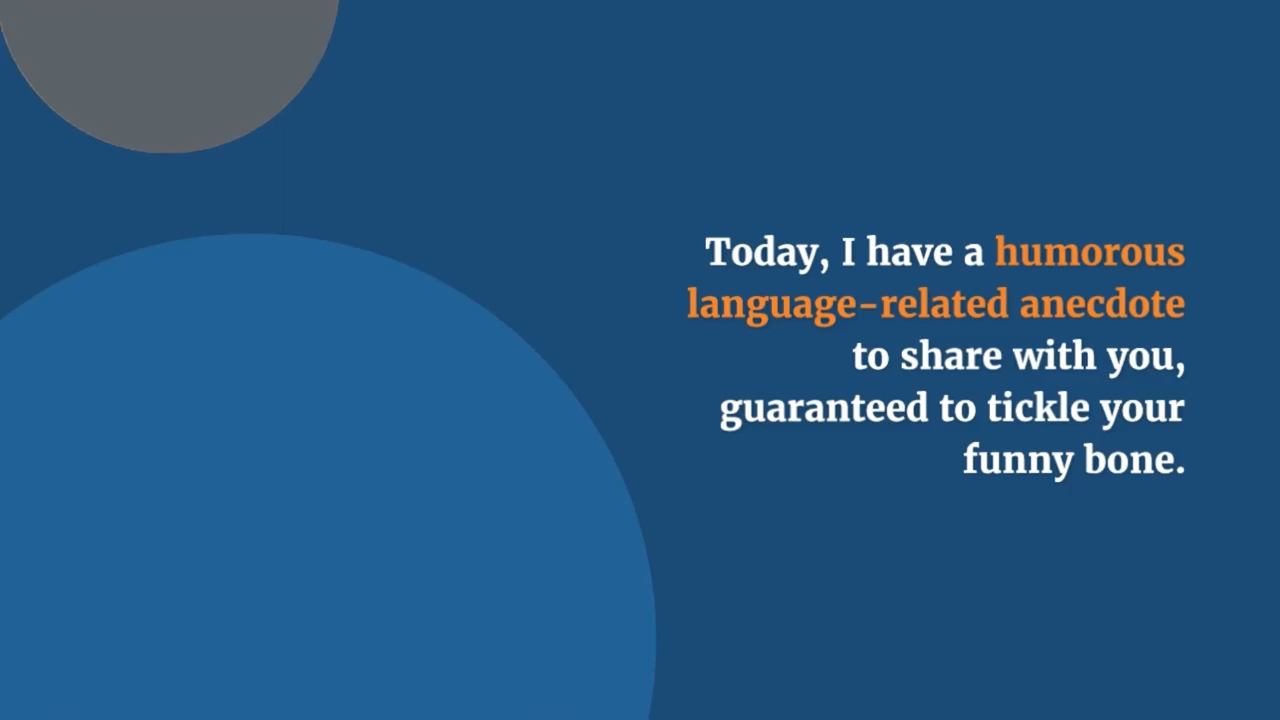 Today, I have a humorous
language-related anecdote
to share with you,
guaranteed to tickle your
funny bone.